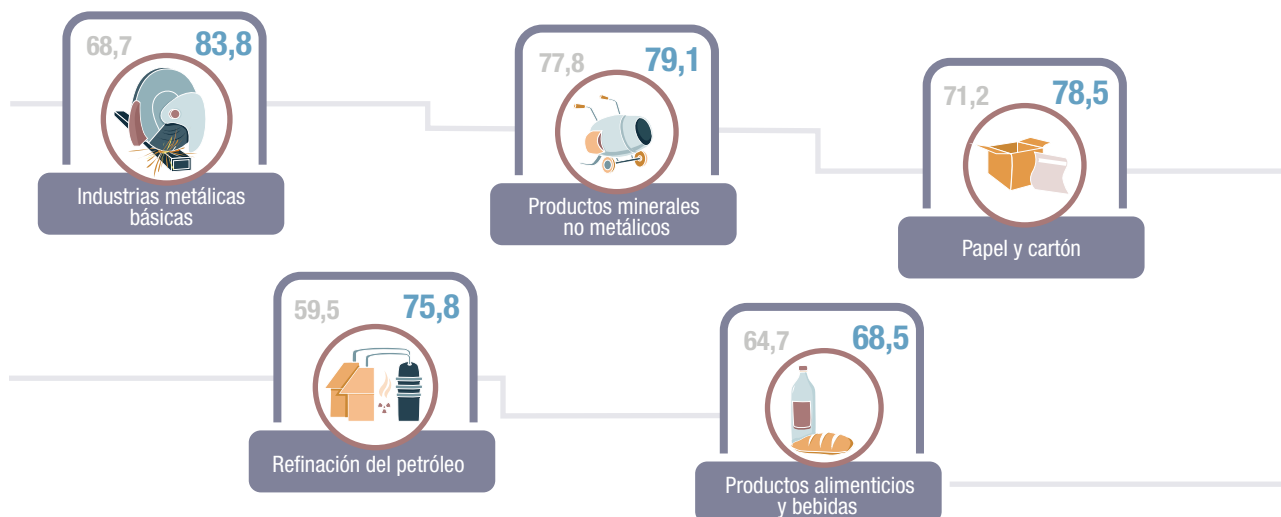 68,7 83,8
Industrias metálicas
básicas
77,8 79,1
Productos minerales
no metálicos
71,2 78,5
Papel y cartón
59,5 75,8
Refinación del petróleo
64,7 68,5
Productos alimenticios
y bebidas